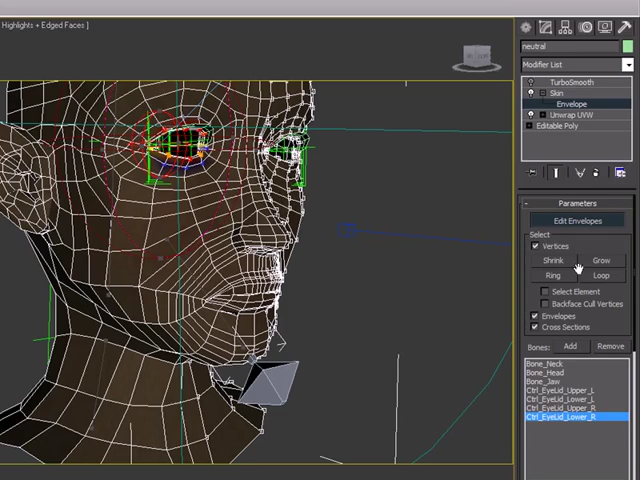 Highlights + Edged Faces ]
neutral
Modifier List
TurboSmooth
Skin
Envelope
Unwrap UVW
Editable Poly
Parameters
Edit Envelopes
Select
Vertices
Shrink Grow
Ring Loop
Select Element
Backface Cull Vertices
Envelopes
Cross Sections
Bones: Add Remove
Bone_Neck
Bone_Head
Bone_Jaw
Ctrl_EyeLid_Upper_L
Ctrl_EyeLid_Lower_L
Ctrl_EyeLid_Upper_R
Ctrl_EyeLid_Lower_R